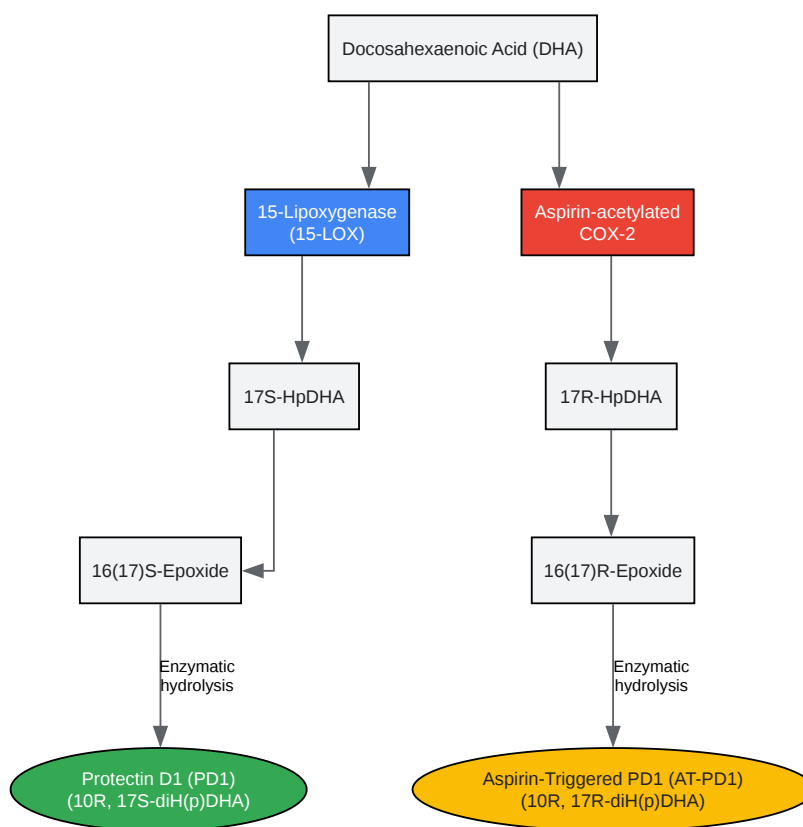 Docosahexaenoic Acid (DHA)
15-Lipoxygenase
(15-LOX)
Aspirin-acetylated
COX-2
17S-HpDHA
17R-HpDHA
16(17)S-Epoxide
16(17)R-Epoxide
Enzymatic
hydrolysis
Enzymatic
hydrolysis
Protectin D1 (PD1)
(10R, 17S-diH(p)DHA)
Aspirin-Triggered PD1 (AT-PD1)
(10R, 17R-diH(p)DHA)